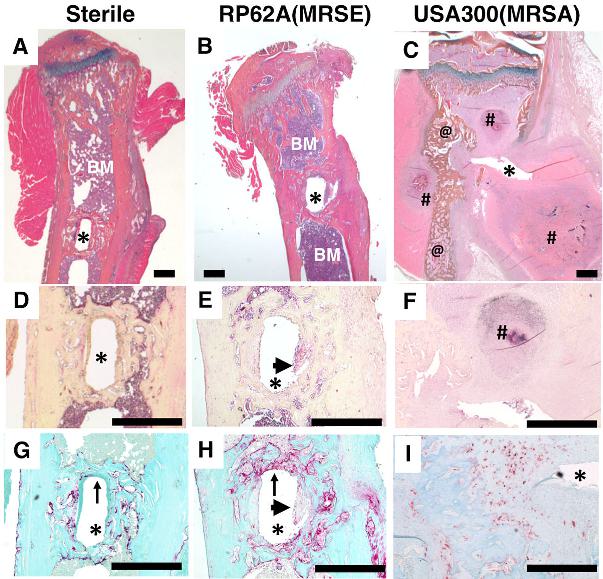 Sterile RP62A(MRSE) USA300(MRSA)
A B C
BM BM # @
* * *
# #
BM @
D E F
* * #
G H I
* * *